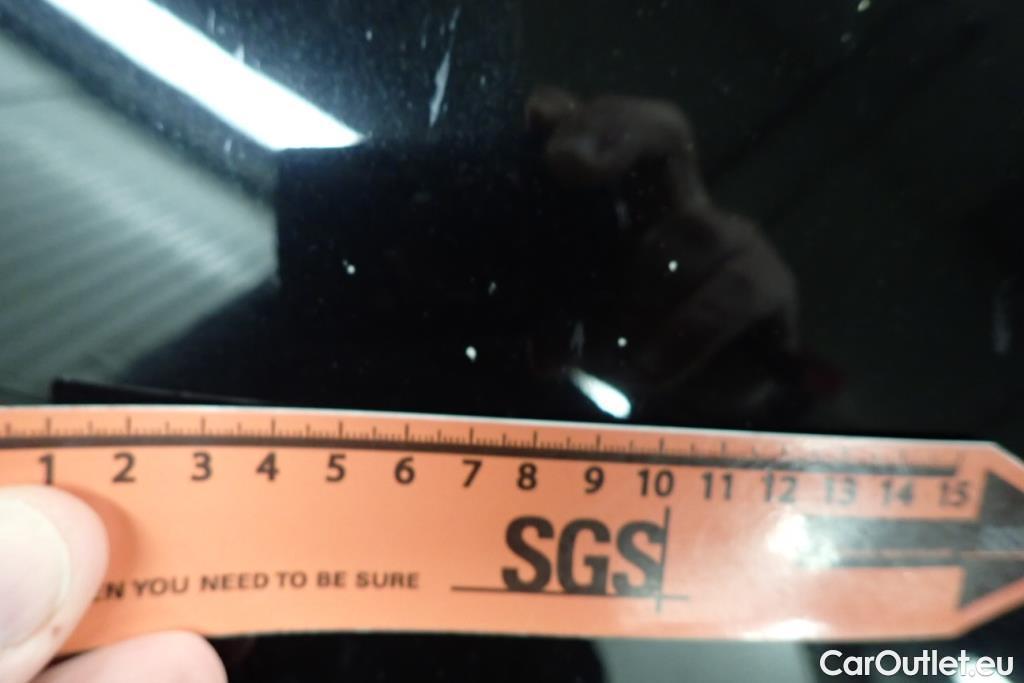 1 2 3 4 5 6 7 8 9 10 11 12 13 14 15
SGS
YOU NEED TO BE SURE
CarOutlet.eu